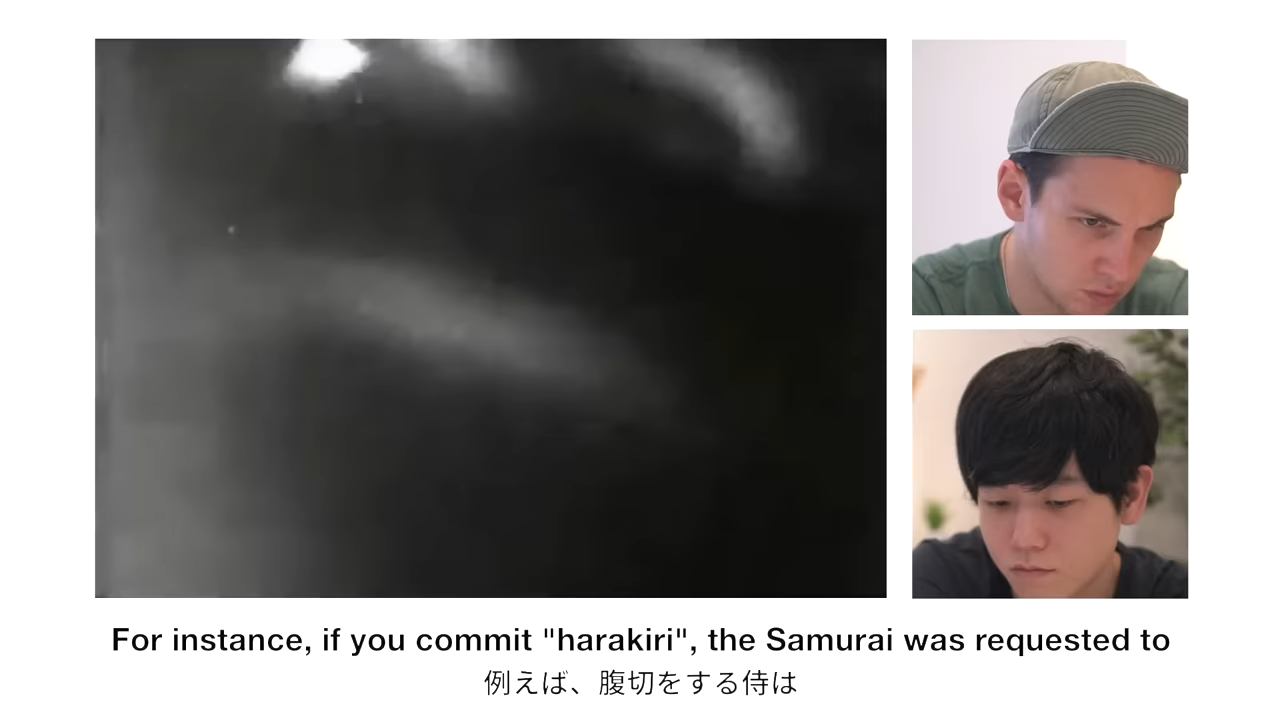 For instance, if you commit "harakiri", the Samurai was requested to
例えば、腹切をする侍は